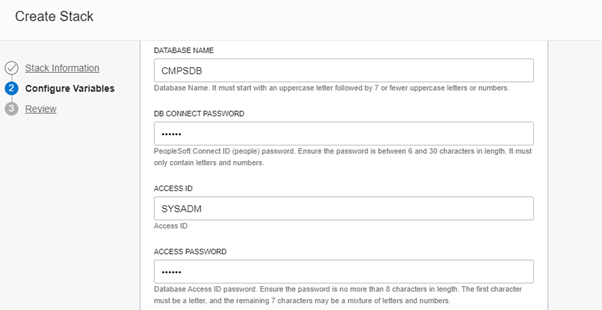 Create Stack
Stack Information
2 Configure Variables
3 Review
DATABASE NAME
CMPSDB
Database Name. It must start with an uppercase letter followed by 7 or fewer uppercase letters or numbers.
DB CONNECT PASSWORD
••••••
PeopleSoft Connect ID (people) password. Ensure the password is between 6 and 30 characters in length. It must
only contain letters and numbers.
ACCESS ID
SYSADM
Access ID
ACCESS PASSWORD
••••••
Database Access ID password. Ensure the password is no more than 8 characters in length. The first character
must be a letter, and the remaining 7 characters may be a mixture of letters and numbers.